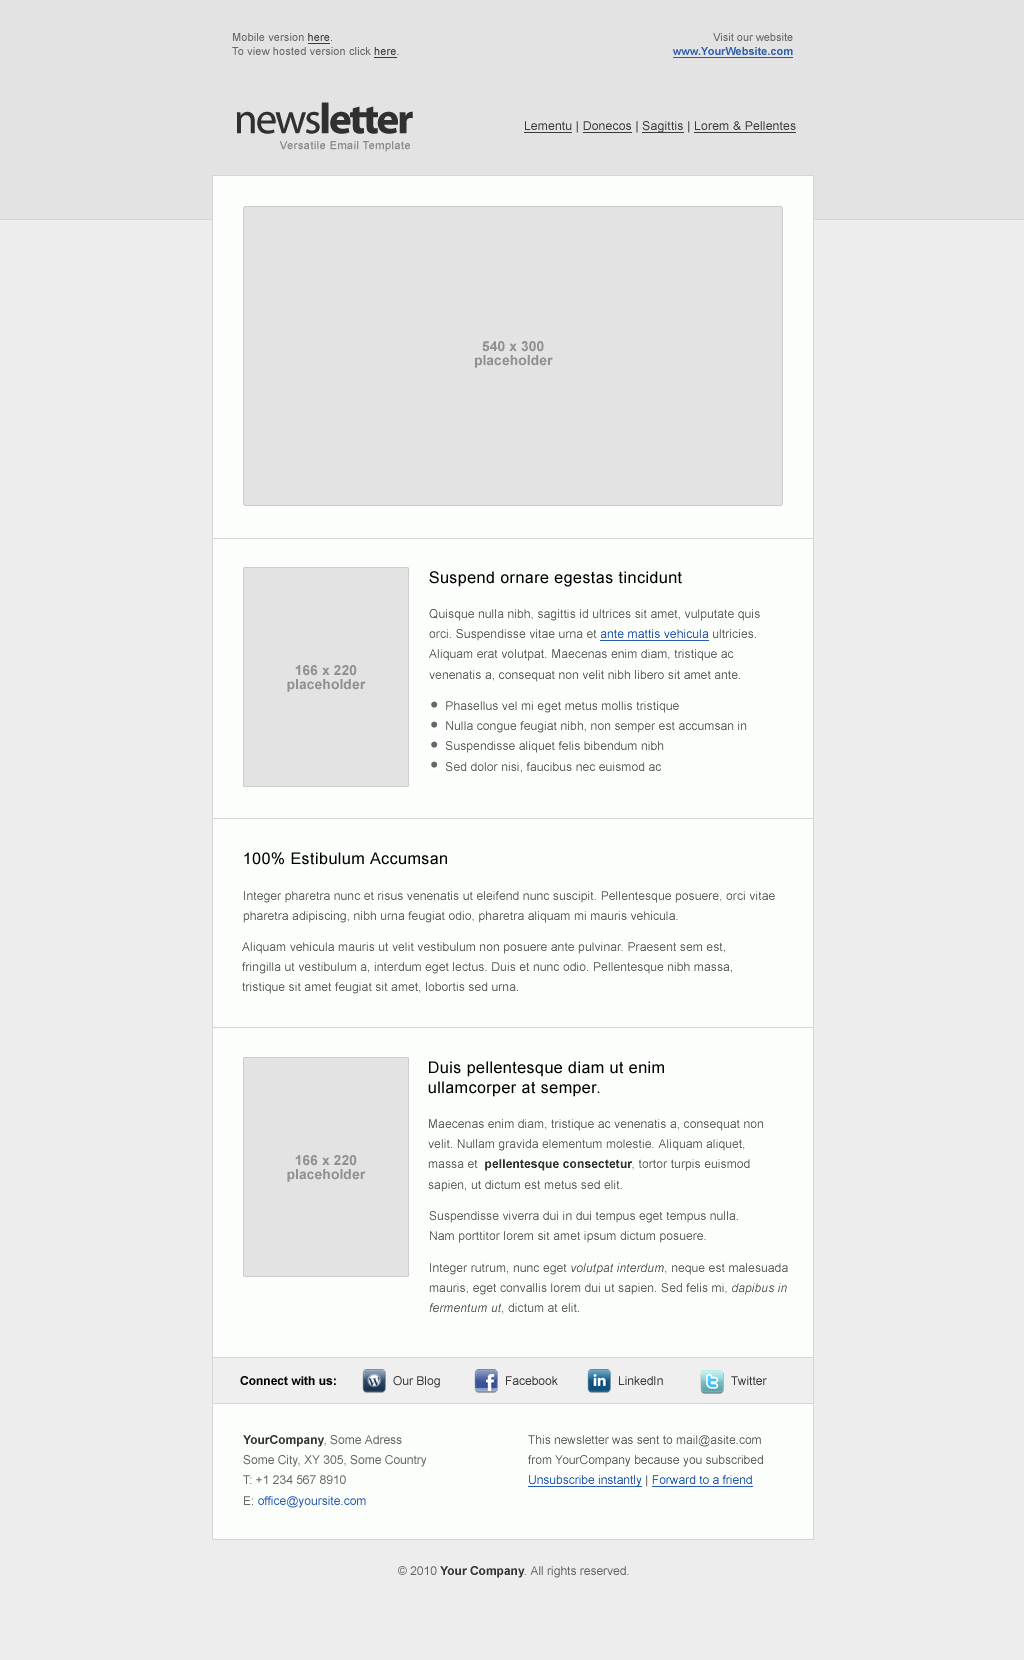 Mobile version here.
To view hosted version click here.
Visit our website
www.YourWebsite.com
newsletter
Versatile Email Template
Lementu | Donecos | Sagittis | Lorem & Pellentes
540 x 300
placeholder
166 x 220
placeholder
Suspend ornare egestas tincidunt
Quisque nulla nibh, sagittis id ultrices sit amet, vulputate quis
orci. Suspendisse vitae urna et ante mattis vehicula ultricies.
Aliquam erat volutpat. Maecenas enim diam, tristique ac
venenatis a, consequat non velit nibh libero sit amet ante.
• Phasellus vel mi eget metus mollis tristique
• Nulla congue feugiat nibh, non semper est accumsan in
• Suspendisse aliquet felis bibendum nibh
• Sed dolor nisi, faucibus nec euismod ac
100% Estibulum Accumsan
Integer pharetra nunc et risus venenatis ut eleifend nunc suscipit. Pellentesque posuere, orci vitae
pharetra adipiscing, nibh urna feugiat odio, pharetra aliquam mi mauris vehicula.
Aliquam vehicula mauris ut velit vestibulum non posuere ante pulvinar. Praesent sem est,
fringilla ut vestibulum a, interdum eget lectus. Duis et nunc odio. Pellentesque nibh massa,
tristique sit amet feugiat sit amet, lobortis sed urna.
166 x 220
placeholder
Duis pellentesque diam ut enim
ullamcorper at semper.
Maecenas enim diam, tristique ac venenatis a, consequat non
velit. Nullam gravida elementum molestie. Aliquam aliquet,
massa et pellentesque consectetur, tortor turpis euismod
sapien, ut dictum est metus sed elit.
Suspendisse viverra dui in dui tempus eget tempus nulla.
Nam porttitor lorem sit amet ipsum dictum posuere.
Integer rutrum, nunc eget volutpat interdum, neque est malesuada
mauris, eget convallis lorem dui ut sapien. Sed felis mi, dapibus in
fermentum ut, dictum at elit.
Connect with us: Our Blog Facebook LinkedIn Twitter
YourCompany, Some Adress
Some City, XY 305, Some Country
T: +1 234 567 8910
E: office@yoursite.com
This newsletter was sent to mail@asite.com
from YourCompany because you subscribed
Unsubscribe instantly | Forward to a friend
© 2010 Your Company. All rights reserved.